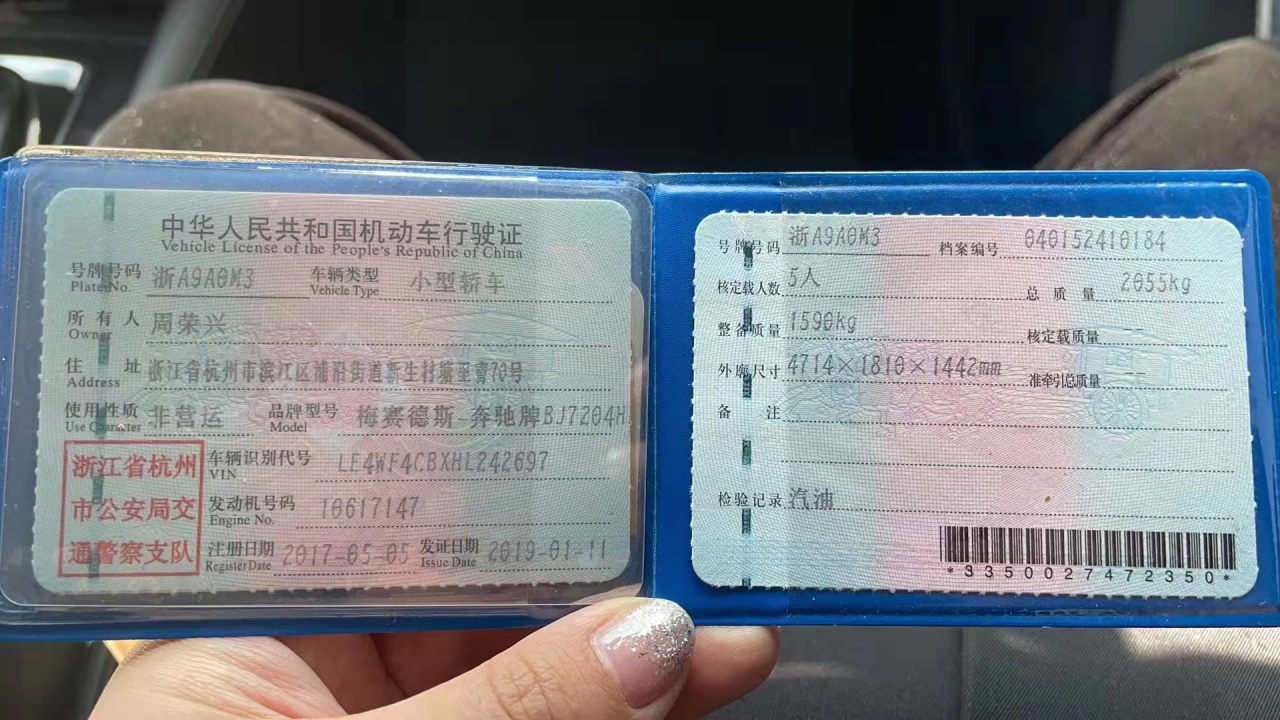 中华人民共和国机动车行驶证
Vehicle License of the People's Republic of China
号牌号码 浙A9A0M3 车辆类型 小型轿车
Plate No. Vehicle Type
所有人 周荣兴
Owner
住址 浙江省杭州市滨江区浦沿街道新生村塘至曹70号
Address
使用性质 非营运 品牌型号 梅赛德斯-奔驰牌BJ7204H
Use Character Model
浙江省杭州
市公安局交
通警察支队
车辆识别代号 LE4WF4CBXHL242697
VIN
发动机号码 10617147
Engine No.
注册日期 2017-05-05 发证日期 2019-01-11
Register Date Issue Date
号牌号码 浙A9A0M3 档案编号 040152410184
核定载人数 5人 总质量 2055kg
整备质量 1590kg 核定载质量 --
外廓尺寸 4714×1810×1442mm 准牵引总质量 --
备注
检验记录 汽油
*3350027472350*